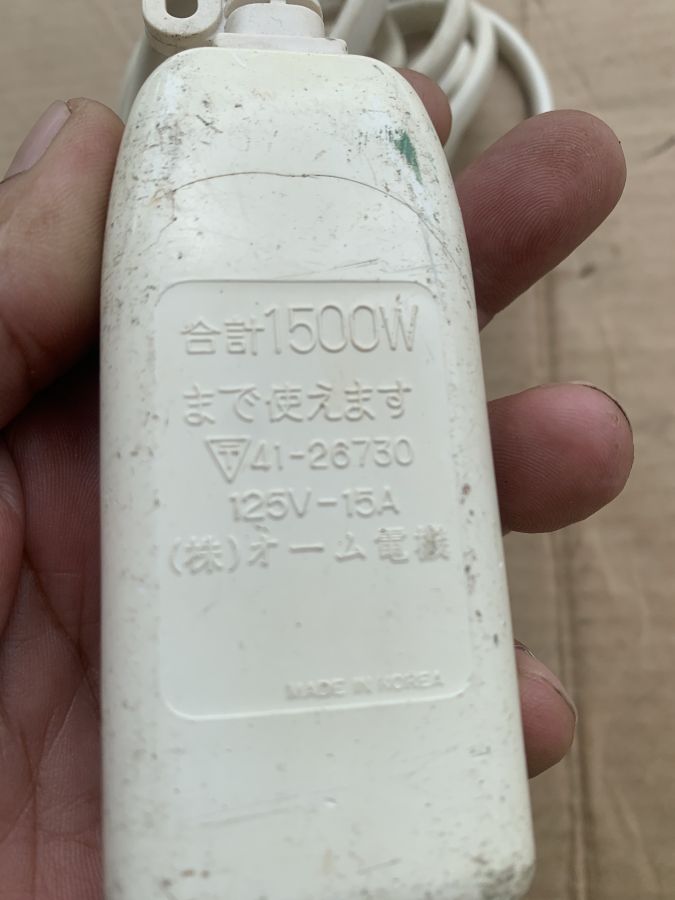 合計1500W
まで使えます
〒41-26730
125V-15A
(株)オーム電機
MADE IN KOREA